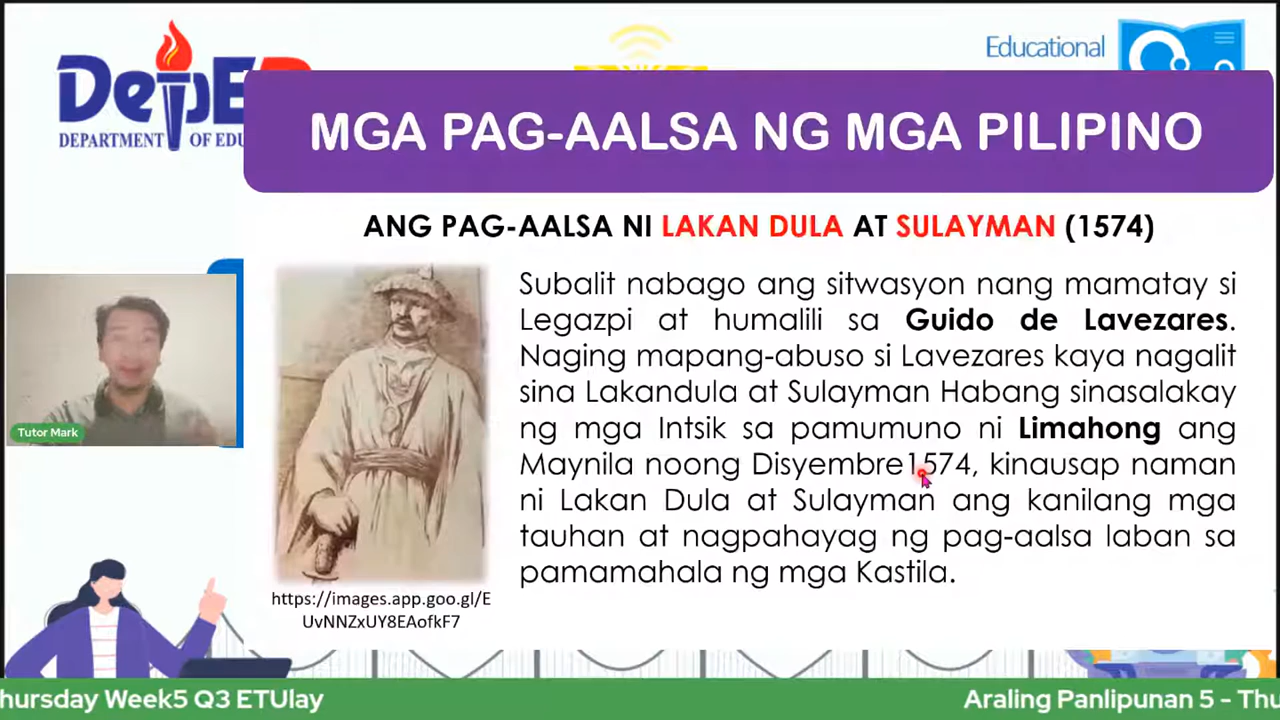 DepED
DEPARTMENT OF EDU
Educational
MGA PAG-AALSA NG MGA PILIPINO
ANG PAG-AALSA NI LAKAN DULA AT SULAYMAN (1574)
Subalit nabago ang sitwasyon nang mamatay si
Legazpi at humalili sa Guido de Lavezares.
Naging mapang-abuso si Lavezares kaya nagalit
sina Lakandula at Sulayman Habang sinasalakay
ng mga Intsik sa pamumuno ni Limahong ang
Maynila noong Disyembre1574, kinausap naman
ni Lakan Dula at Sulayman ang kanilang mga
tauhan at nagpahayag ng pag-aalsa laban sa
pamamahala ng mga Kastila.
https://images.app.goo.gl/E
UvNNZxUY8EAofkF7
Tutor Mark
hursday Week5 Q3 ETUlay
Araling Panlipunan 5 - Thu